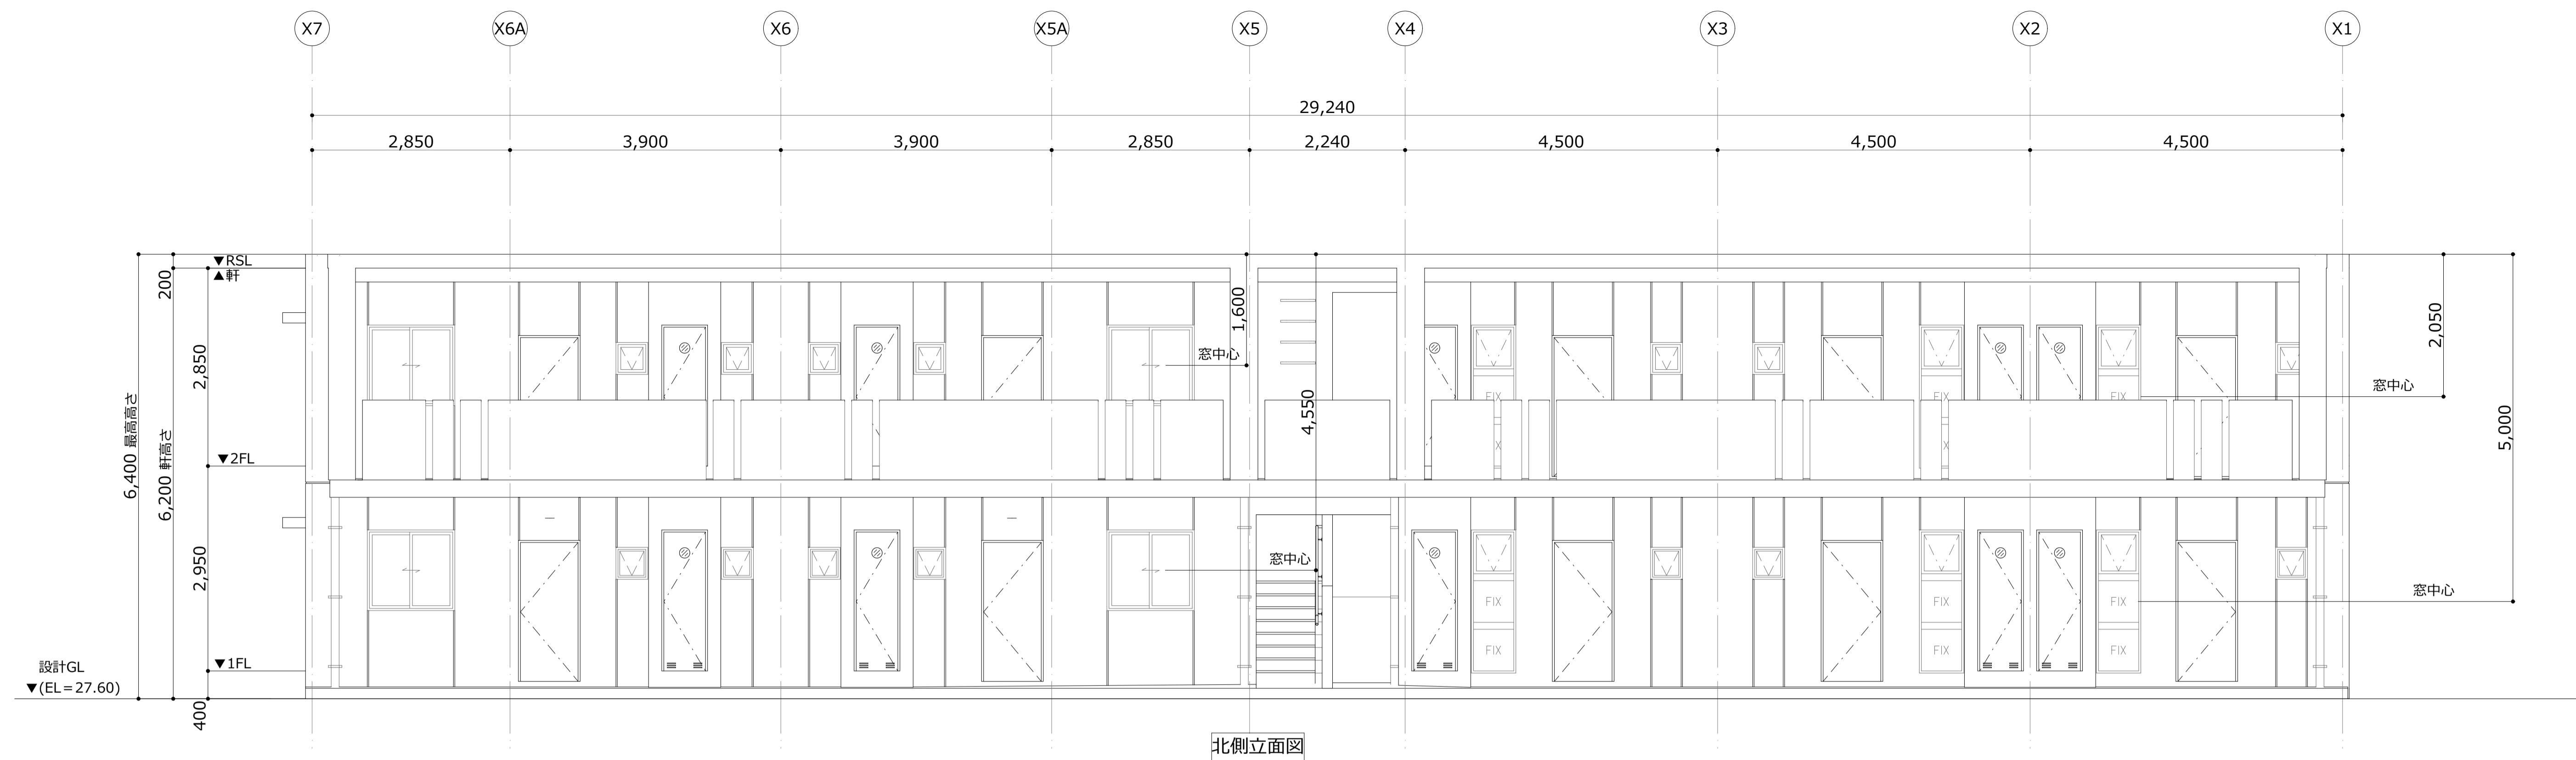 X7 X6A X6 X5A X5 X4 X3 X2 X1
29,240
2,850 3,900 3,900 2,850 2,240 4,500 4,500 4,500
▼RSL
▲軒
200
2,850
1,600
窓中心
2,050
窓中心
6,400 最高高さ
6,200 軒高さ
4,550
5,000
FIX FIX FIX
▼2FL
2,950
窓中心
窓中心
FIX FIX FIX
FIX FIX FIX
▼1FL
設計GL
▼(EL=27.60)
400
北側立面図